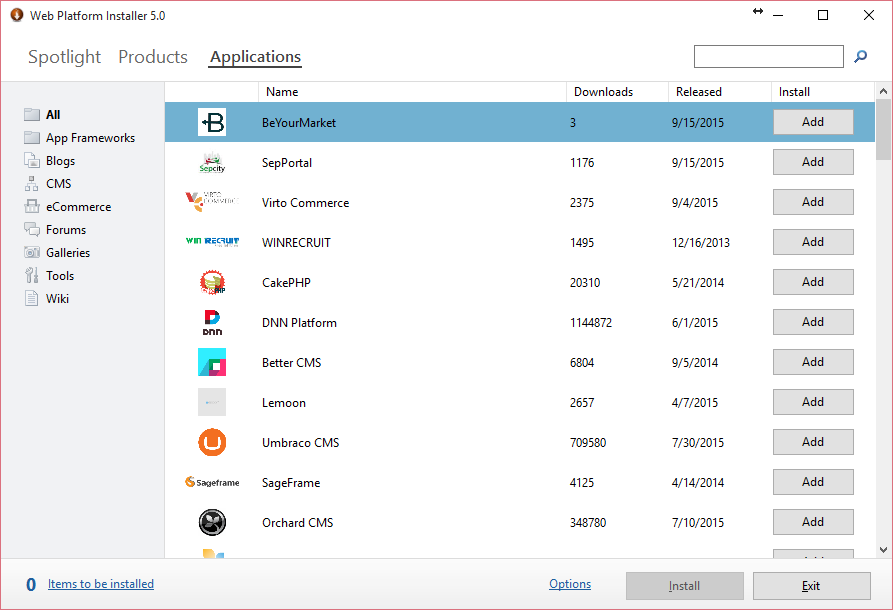 Web Platform Installer 5.0
Spotlight Products Applications
Name Downloads Released Install
All
App Frameworks
Blogs
CMS
eCommerce
Forums
Galleries
Tools
Wiki
BeYourMarket 3 9/15/2015 Add
Sepcity SepPortal 1176 9/15/2015 Add
VIRTO COMMERCE Virto Commerce 2375 9/4/2015 Add
WIN RECRUIT WINRECRUIT 1495 12/16/2013 Add
CakePHP 20310 5/21/2014 Add
DNN DNN Platform 1144872 6/1/2015 Add
Better CMS 6804 9/5/2014 Add
Lemoon 2657 4/7/2015 Add
Umbraco CMS 709580 7/30/2015 Add
Sageframe SageFrame 4125 4/14/2014 Add
Orchard CMS 348780 7/10/2015 Add
0 Items to be installed Options Install Exit